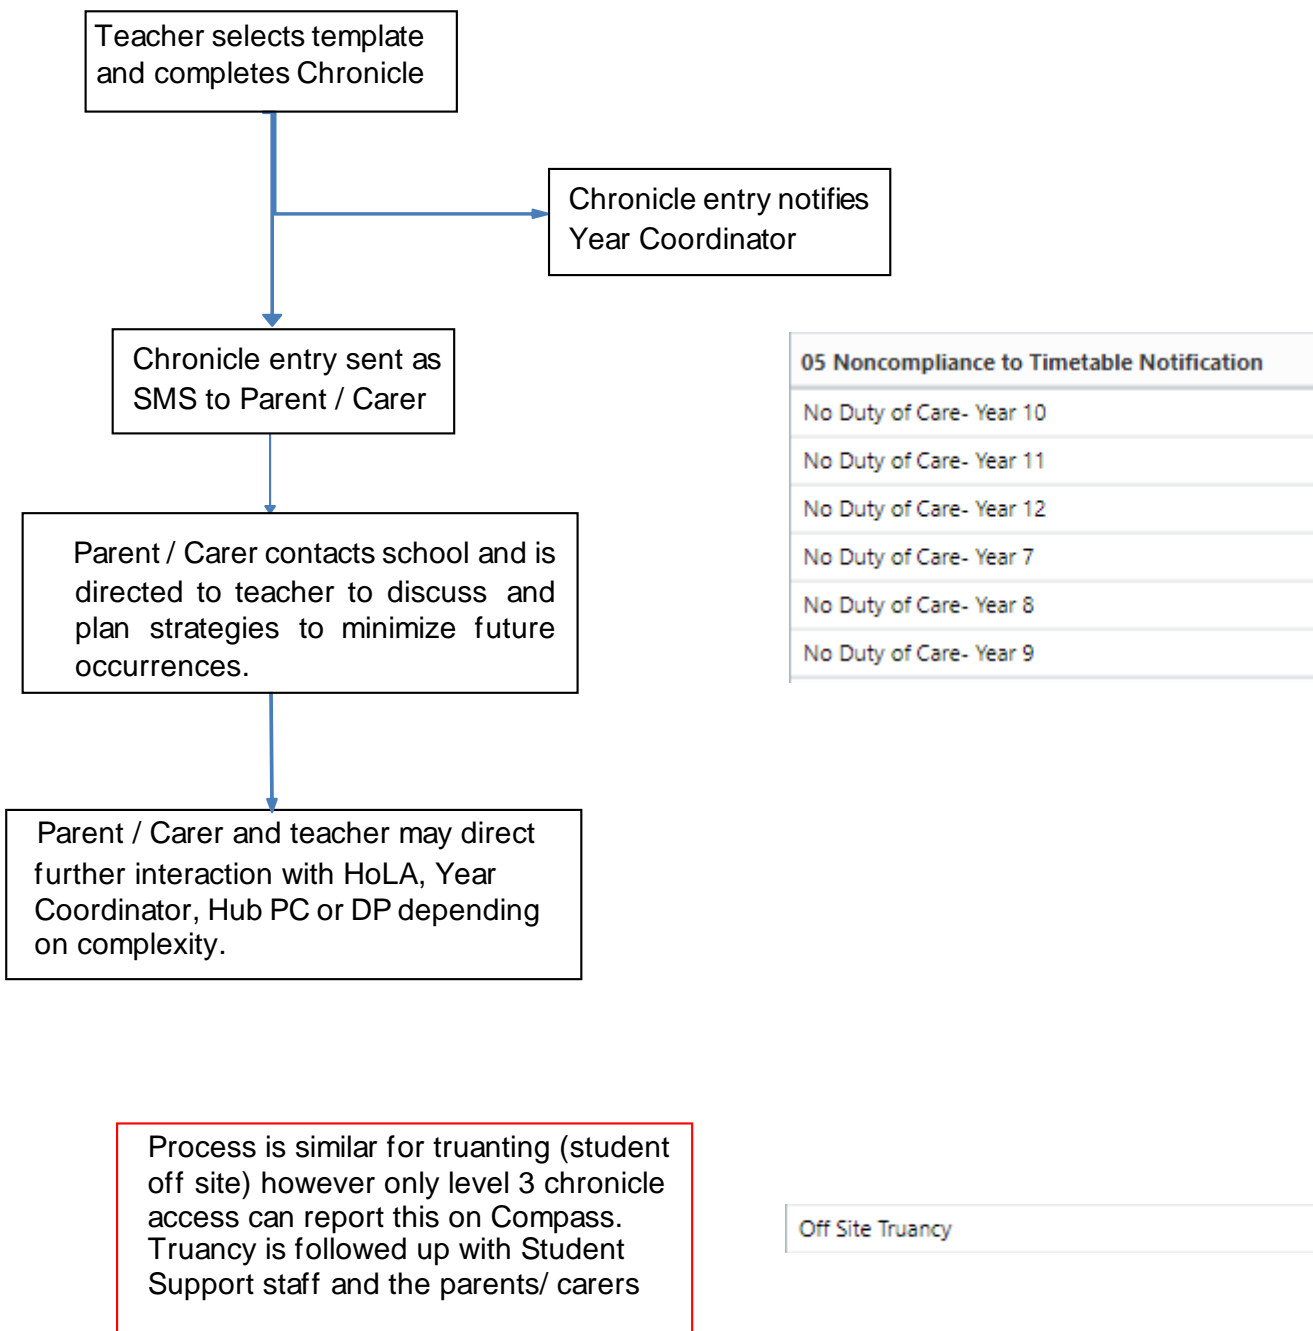 Teacher selects template
and completes Chronicle
Chronicle entry notifies
Year Coordinator
Chronicle entry sent as
SMS to Parent / Carer
Parent / Carer contacts school and is
directed to teacher to discuss and
plan strategies to minimize future
occurrences.
Parent / Carer and teacher may direct
further interaction with HoLA, Year
Coordinator, Hub PC or DP depending
on complexity.
05 Noncompliance to Timetable Notification
No Duty of Care- Year 10
No Duty of Care- Year 11
No Duty of Care- Year 12
No Duty of Care- Year 7
No Duty of Care- Year 8
No Duty of Care- Year 9
Process is similar for truanting (student
off site) however only level 3 chronicle
access can report this on Compass.
Truancy is followed up with Student
Support staff and the parents/ carers
Off Site Truancy